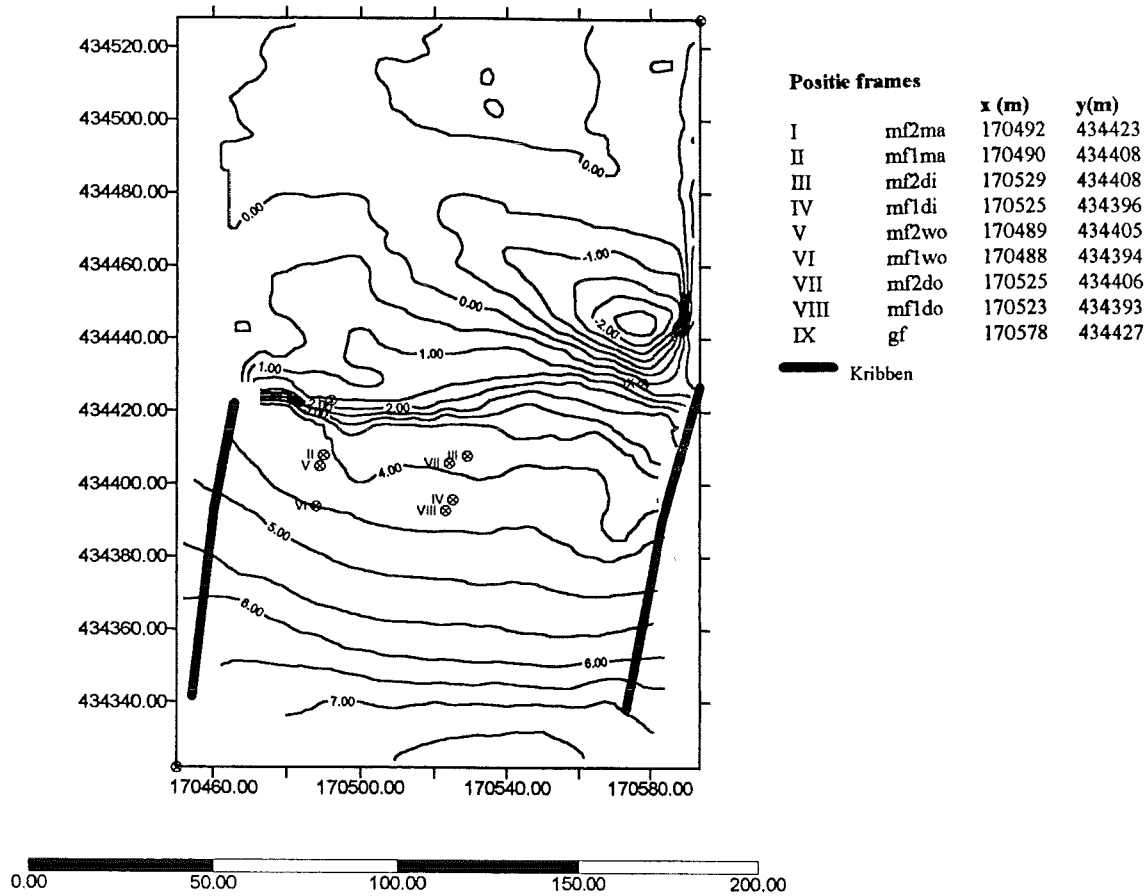 434520.00
434500.00
434480.00
434460.00
434440.00
434420.00
434400.00
434380.00
434360.00
434340.00
170460.00 170500.00 170540.00 170580.00
0.00
0.00
-1.00
0.00
-2.00
1.00
1.00
2.00
2.00
2.00
4.00
5.00
6.00
6.00
7.00
IX
II
V
III
VII
VI
IV
VIII
Positie frames
x (m) y(m)
I mf2ma 170492 434423
II mf1ma 170490 434408
III mf2di 170529 434408
IV mf1di 170525 434396
V mf2wo 170489 434405
VI mf1wo 170488 434394
VII mf2do 170525 434406
VIII mf1do 170523 434393
IX gf 170578 434427
Kribben
0.00 50.00 100.00 150.00 200.00